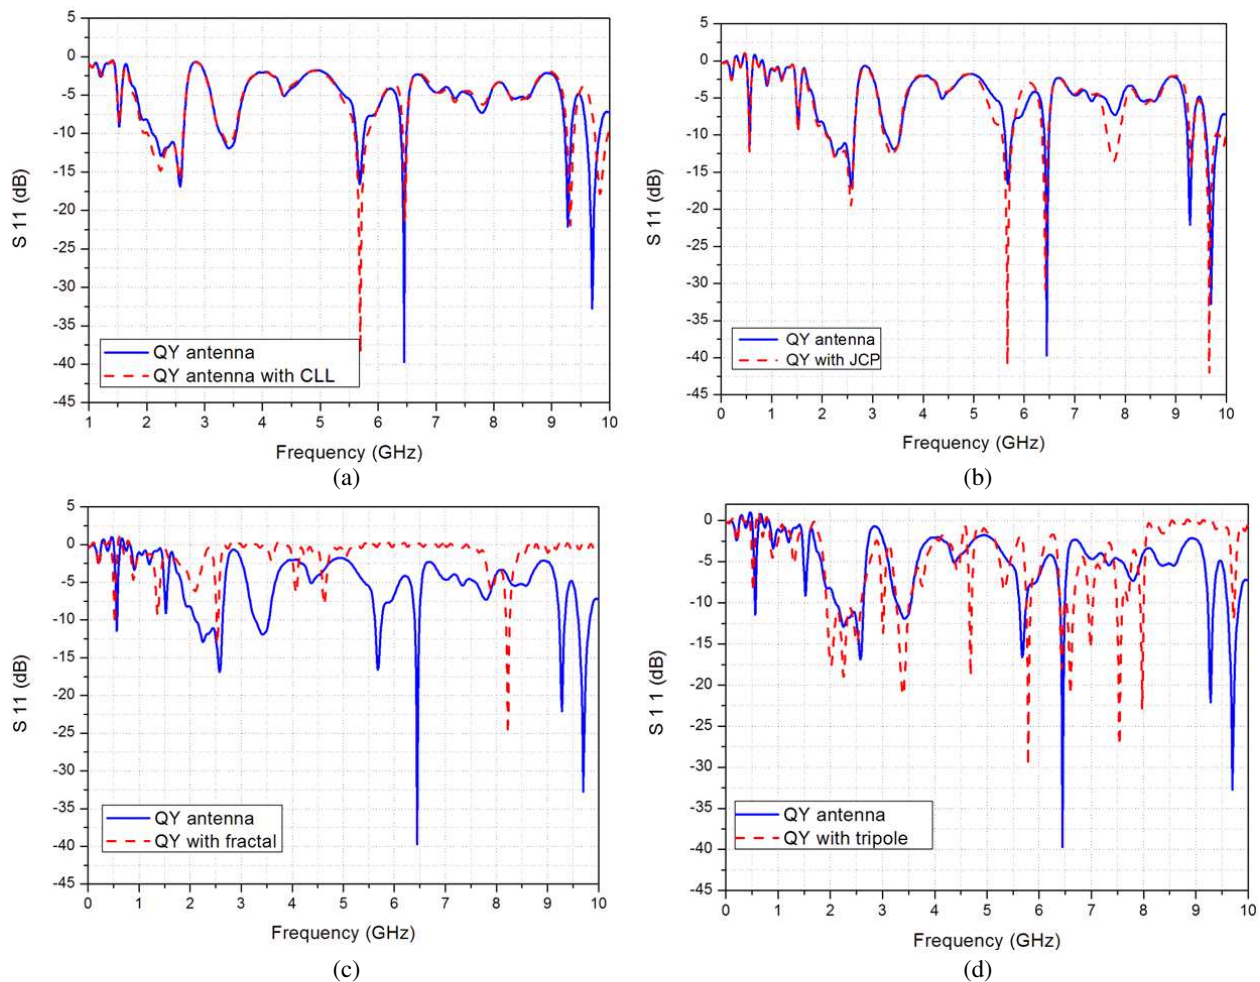 5
0
-5
-10
-15
-20
-25
-30
-35
-40
-45
S 11 (dB)
QY antenna
QY antenna with CLL
1 2 3 4 5 6 7 8 9 10
Frequency (GHz)
(a)
5
0
-5
-10
-15
-20
-25
-30
-35
-40
-45
S 11 (dB)
QY antenna
QY with JCP
0 1 2 3 4 5 6 7 8 9 10
Frequency (GHz)
(b)
5
0
-5
-10
-15
-20
-25
-30
-35
-40
-45
S 11 (dB)
QY antenna
QY with fractal
0 1 2 3 4 5 6 7 8 9 10
Frequency (GHz)
(c)
0
-5
-10
-15
-20
-25
-30
-35
-40
-45
S 1 1 (dB)
QY antenna
QY with tripole
0 1 2 3 4 5 6 7 8 9 10
Frequency (GHz)
(d)